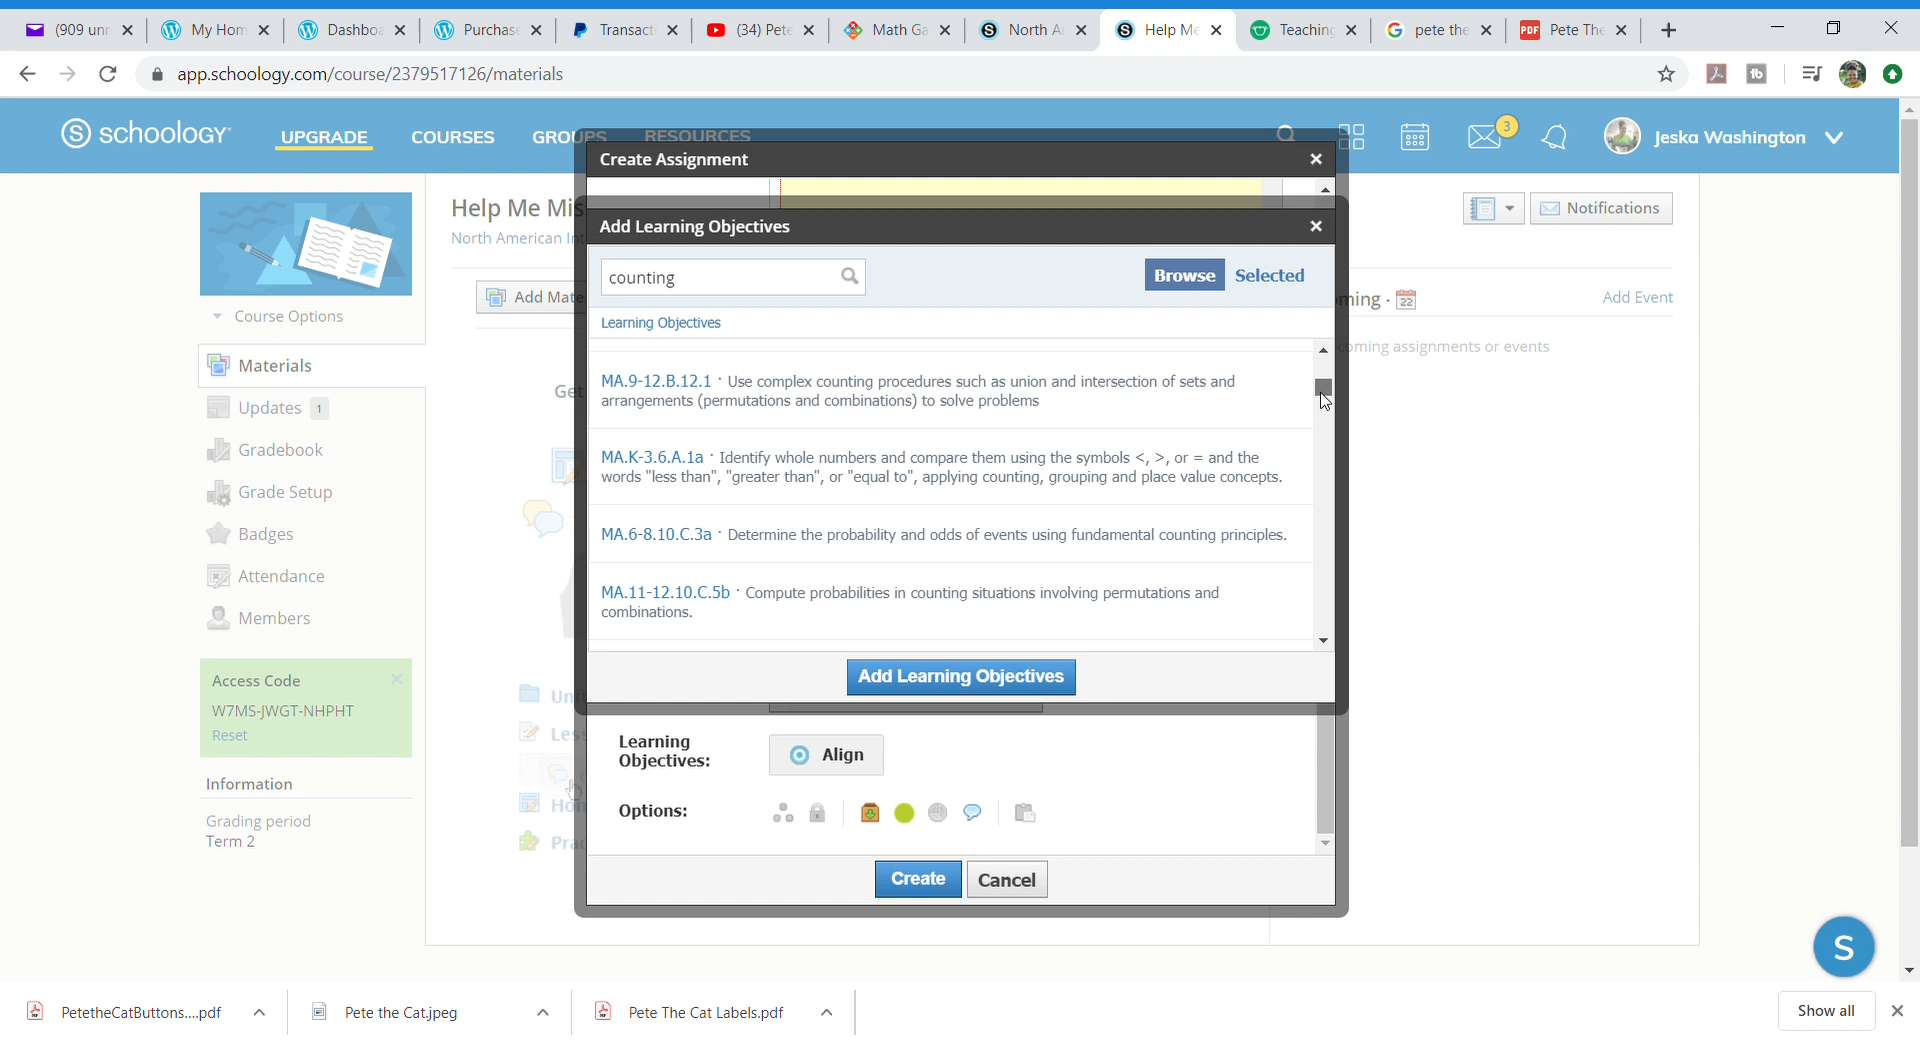 (909 unr
My Hom
Dashboa
Purchase
Transacti
(34) Pete
Math Ga
North A
Help Me
Teaching
pete the
Pete The
app.schoology.com/course/2379517126/materials
schoology
UPGRADE
COURSES
GROUPS
RESOURCES
3
Jeska Washington
Create Assignment
Help Me Mis
North American Int
Notifications
Add Learning Objectives
counting
Browse
Selected
Add Mate
Learning Objectives
ming · 22
Add Event
coming assignments or events
Course Options
Materials
Updates 1
Gradebook
Grade Setup
Badges
Attendance
Members
Get
MA.9-12.B.12.1 · Use complex counting procedures such as union and intersection of sets and
arrangements (permutations and combinations) to solve problems
MA.K-3.6.A.1a · Identify whole numbers and compare them using the symbols <, >, or = and the
words "less than", "greater than", or "equal to", applying counting, grouping and place value concepts.
MA.6-8.10.C.3a · Determine the probability and odds of events using fundamental counting principles.
MA.11-12.10.C.5b · Compute probabilities in counting situations involving permutations and
combinations.
Add Learning Objectives
Access Code
W7MS-JWGT-NHPHT
Reset
Unit
Less
Hom
Prac
Learning
Objectives:
Align
Options:
Information
Grading period
Term 2
Create
Cancel
S
PetetheCatButtons....pdf
Pete the Cat.jpeg
Pete The Cat Labels.pdf
Show all